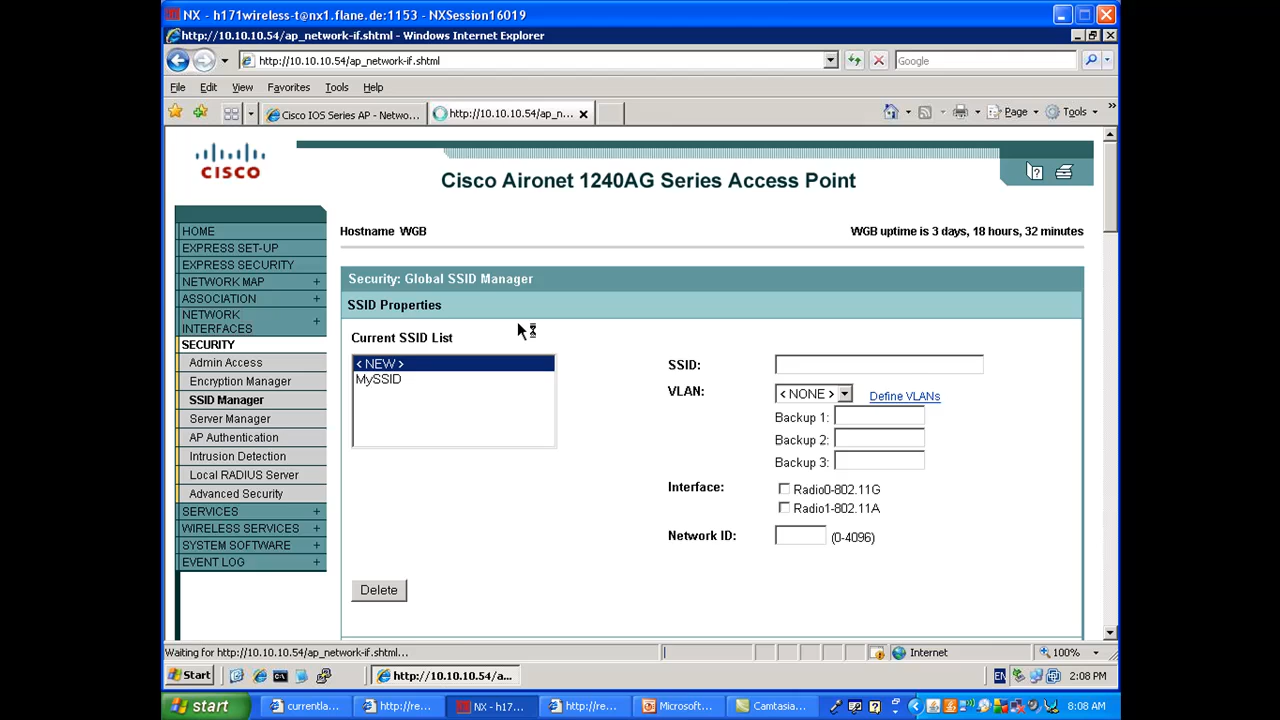 NX - h171wireless-t@nx1.flane.de:1153 - NXSession16019
http://10.10.10.54/ap_network-if.shtml - Windows Internet Explorer
http://10.10.10.54/ap_network-if.shtml
Google
File Edit View Favorites Tools Help
Cisco IOS Series AP - Netwo...
http://10.10.10.54/ap_n...
Page
Tools
CISCO
Cisco Aironet 1240AG Series Access Point
Hostname WGB
WGB uptime is 3 days, 18 hours, 32 minutes
HOME
EXPRESS SET-UP
EXPRESS SECURITY
NETWORK MAP +
ASSOCIATION +
NETWORK
INTERFACES +
SECURITY
Admin Access
Encryption Manager
SSID Manager
Server Manager
AP Authentication
Intrusion Detection
Local RADIUS Server
Advanced Security
SERVICES +
WIRELESS SERVICES +
SYSTEM SOFTWARE +
EVENT LOG +
Security: Global SSID Manager
SSID Properties
Current SSID List
< NEW >
MySSID
Delete
SSID:
VLAN: < NONE > Define VLANs
Backup 1:
Backup 2:
Backup 3:
Interface: Radio0-802.11G
Radio1-802.11A
Network ID: (0-4096)
Waiting for http://10.10.10.54/ap_network-if.shtml...
Internet
100%
Start
http://10.10.10.54/a...
EN
2:08 PM
start
currentla...
http://re...
NX - h17...
http://re...
Microsoft...
Camtasia...
8:08 AM